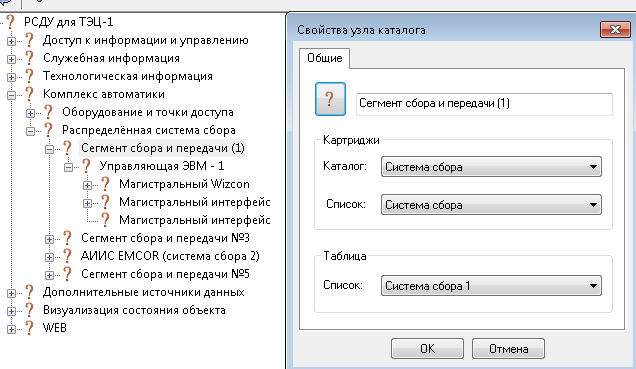 РСДУ для ТЭЦ-1
Доступ к информации и управлению
Служебная информация
Технологическая информация
Комплекс автоматики
Оборудование и точки доступа
Распределённая система сбора
Сегмент сбора и передачи (1)
Управляющая ЭВМ - 1
Магистральный Wizcon
Магистральный интерфейс
Магистральный интерфейс
Сегмент сбора и передачи №3
АИИС EMCOR (система сбора 2)
Сегмент сбора и передачи №5
Дополнительные источники данных
Визуализация состояния объекта
WEB
Свойства узла каталога
Общие
?
Сегмент сбора и передачи (1)
Картриджи
Каталог: Система сбора
Список: Система сбора
Таблица
Список: Система сбора 1
OK Отмена